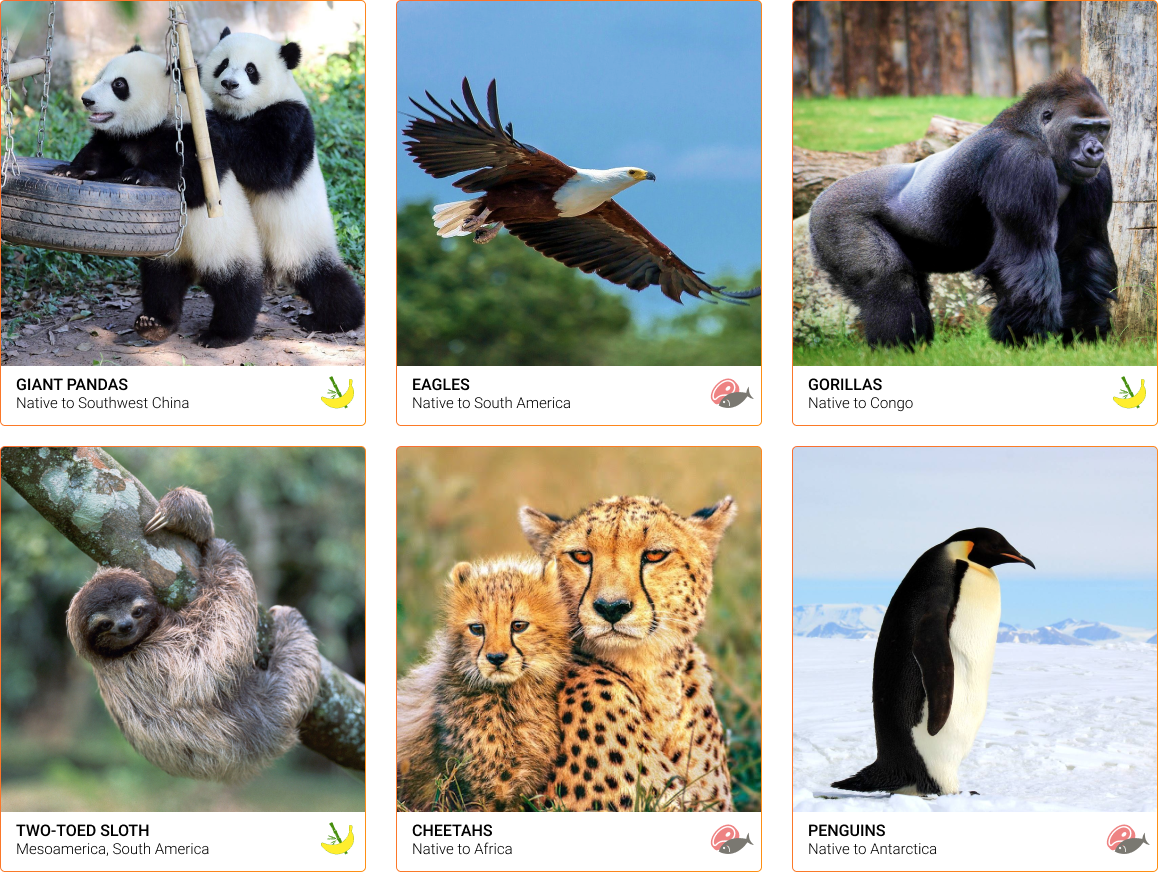 GIANT PANDAS
Native to Southwest China
EAGLES
Native to South America
GORILLAS
Native to Congo
TWO-TOED SLOTH
Mesoamerica, South America
CHEETAHS
Native to Africa
PENGUINS
Native to Antarctica